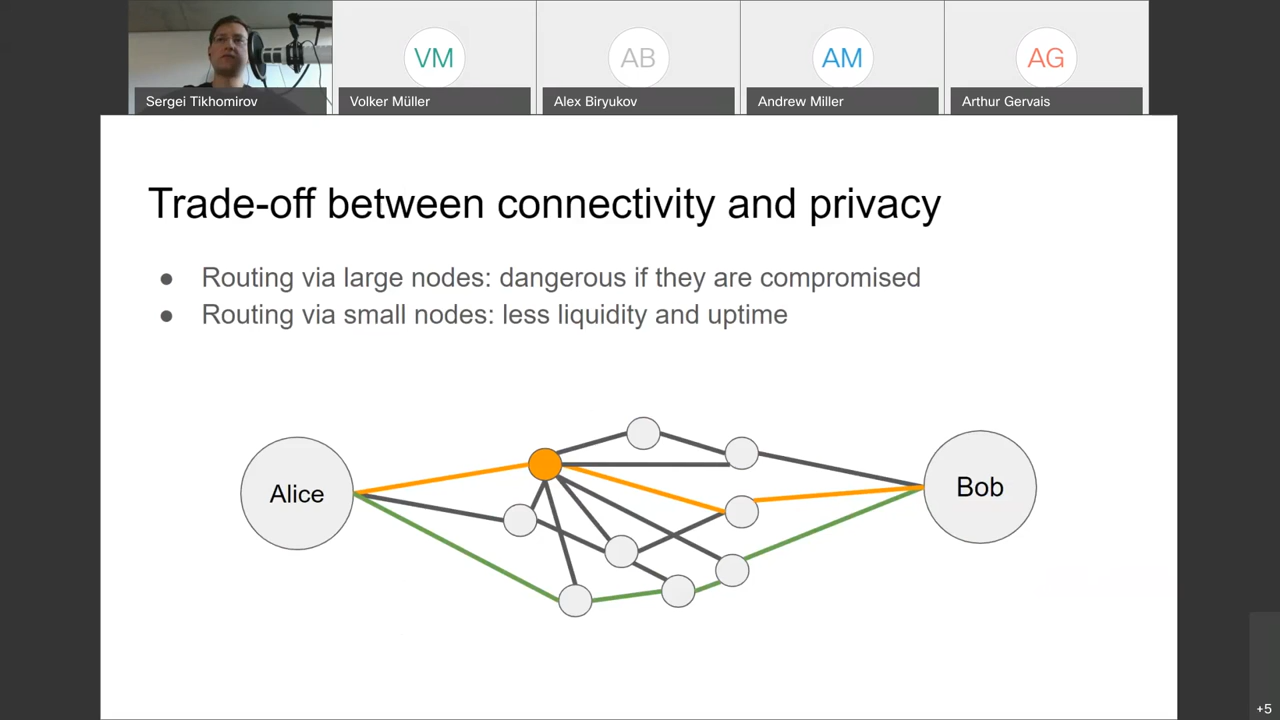 VM
AB
AM
AG
Sergei Tikhomirov
Volker Müller
Alex Biryukov
Andrew Miller
Arthur Gervais
Trade-off between connectivity and privacy
● Routing via large nodes: dangerous if they are compromised
● Routing via small nodes: less liquidity and uptime
Alice
Bob
+5